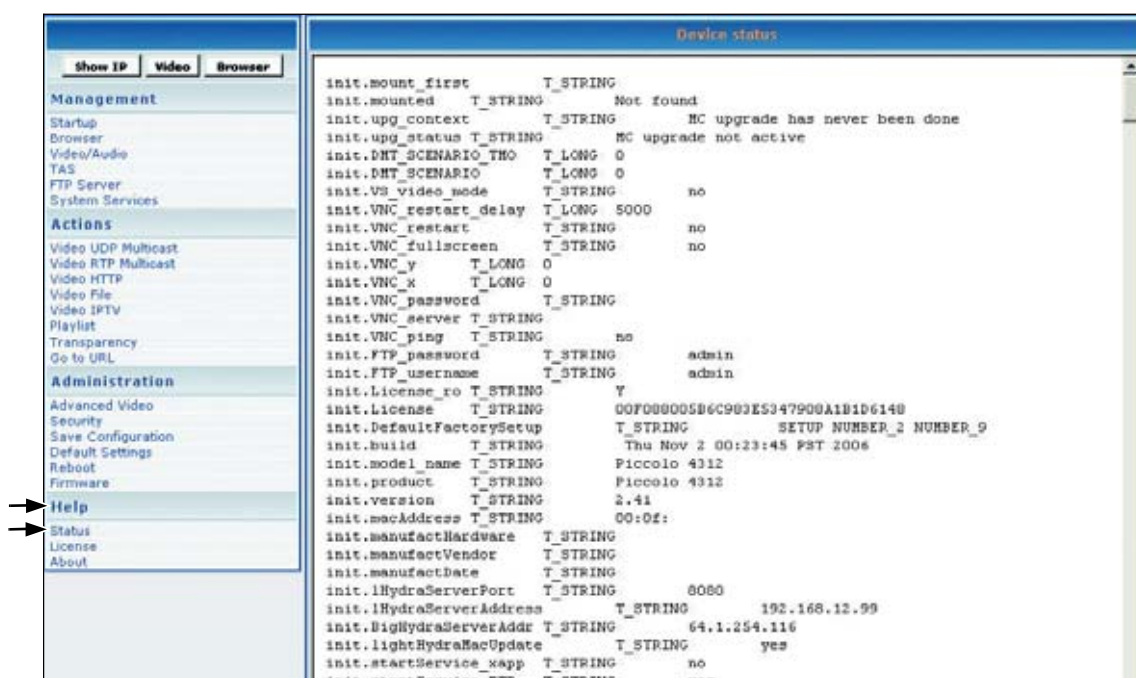 Device status
Show IP Video Browser
Management
Startup
Browser
Video/Audio
TAS
FTP Server
System Services
Actions
Video UDP Multicast
Video RTP Multicast
Video HTTP
Video File
Video IPTV
Playlist
Transparency
Go to URL
Administration
Advanced Video
Security
Save Configuration
Default Settings
Reboot
Firmware
Help
Status
License
About
init.mount_first T_STRING
init.mounted T_STRING Not found
init.upg_context T_STRING MC upgrade has never been done
init.upg_status T_STRING MC upgrade not active
init.DMT_SCENARIO_TMO T_LONG 0
init.DMT_SCENARIO T_LONG 0
init.VS_video_mode T_STRING no
init.VNC_restart_delay T_LONG 5000
init.VNC_restart T_STRING no
init.VNC_fullscreen T_STRING no
init.VNC_y T_LONG 0
init.VNC_x T_LONG 0
init.VNC_password T_STRING
init.VNC_server T_STRING
init.VNC_ping T_STRING no
init.FTP_password T_STRING admin
init.FTP_username T_STRING admin
init.License_ro T_STRING Y
init.License T_STRING
init.DefaultFactorySetup T_STRING SETUP NUMBER_2 NUMBER_9
init.build T_STRING Thu Nov 2 00:23:45 PST 2006
init.model_name T_STRING Piccolo 4312
init.product T_STRING Piccolo 4312
init.version T_STRING 2.41
init.macAddress T_STRING 00:0f:
init.manufactHardware T_STRING
init.manufactVendor T_STRING
init.manufactDate T_STRING
init.lHydraServerPort T_STRING 8080
init.lHydraServerAddress T_STRING 192.168.12.99
init.BigHydraServerAddr T_STRING 64.1.254.116
init.lightHydraMacUpdate T_STRING yes
init.startService_xapp T_STRING no